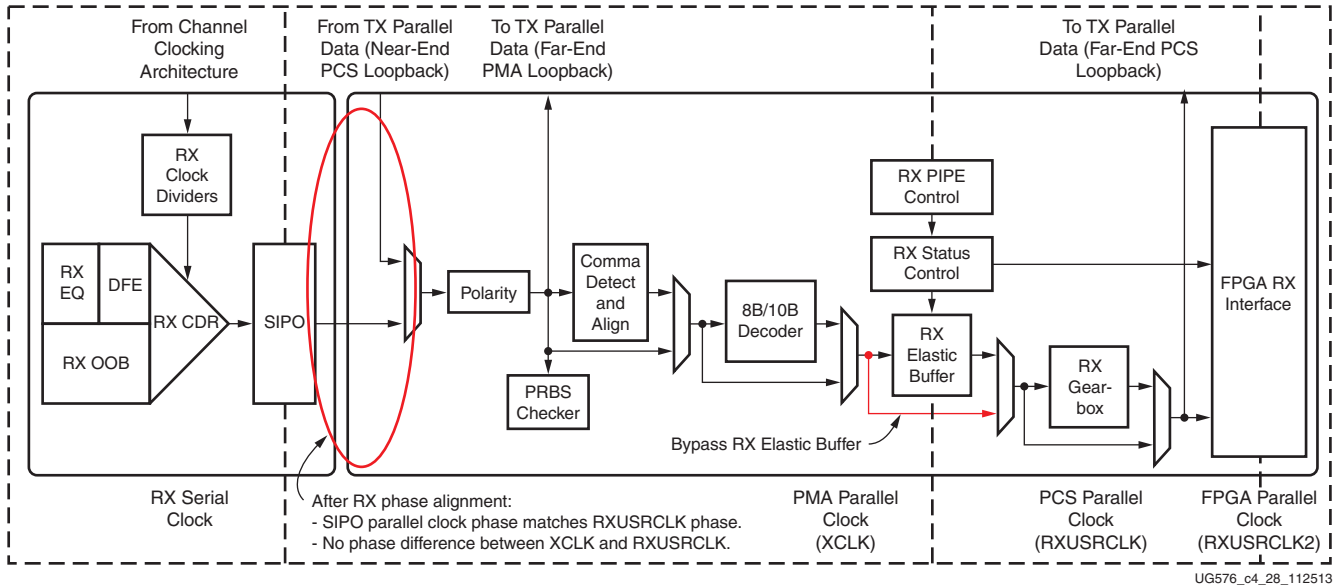 From Channel
Clocking
Architecture
From TX Parallel
Data (Near-End
PCS Loopback)
To TX Parallel
Data (Far-End
PMA Loopback)
To TX Parallel
Data (Far-End PCS
Loopback)
RX
Clock
Dividers
RX
EQ
DFE
RX CDR
RX OOB
SIPO
Polarity
Comma
Detect
and
Align
PRBS
Checker
8B/10B
Decoder
RX PIPE
Control
RX Status
Control
RX
Elastic
Buffer
RX
Gear-
box
FPGA RX
Interface
Bypass RX Elastic Buffer
RX Serial
Clock
After RX phase alignment:
- SIPO parallel clock phase matches RXUSRCLK phase.
- No phase difference between XCLK and RXUSRCLK.
PMA Parallel
Clock
(XCLK)
PCS Parallel
Clock
(RXUSRCLK)
FPGA Parallel
Clock
(RXUSRCLK2)
UG576_c4_28_112513